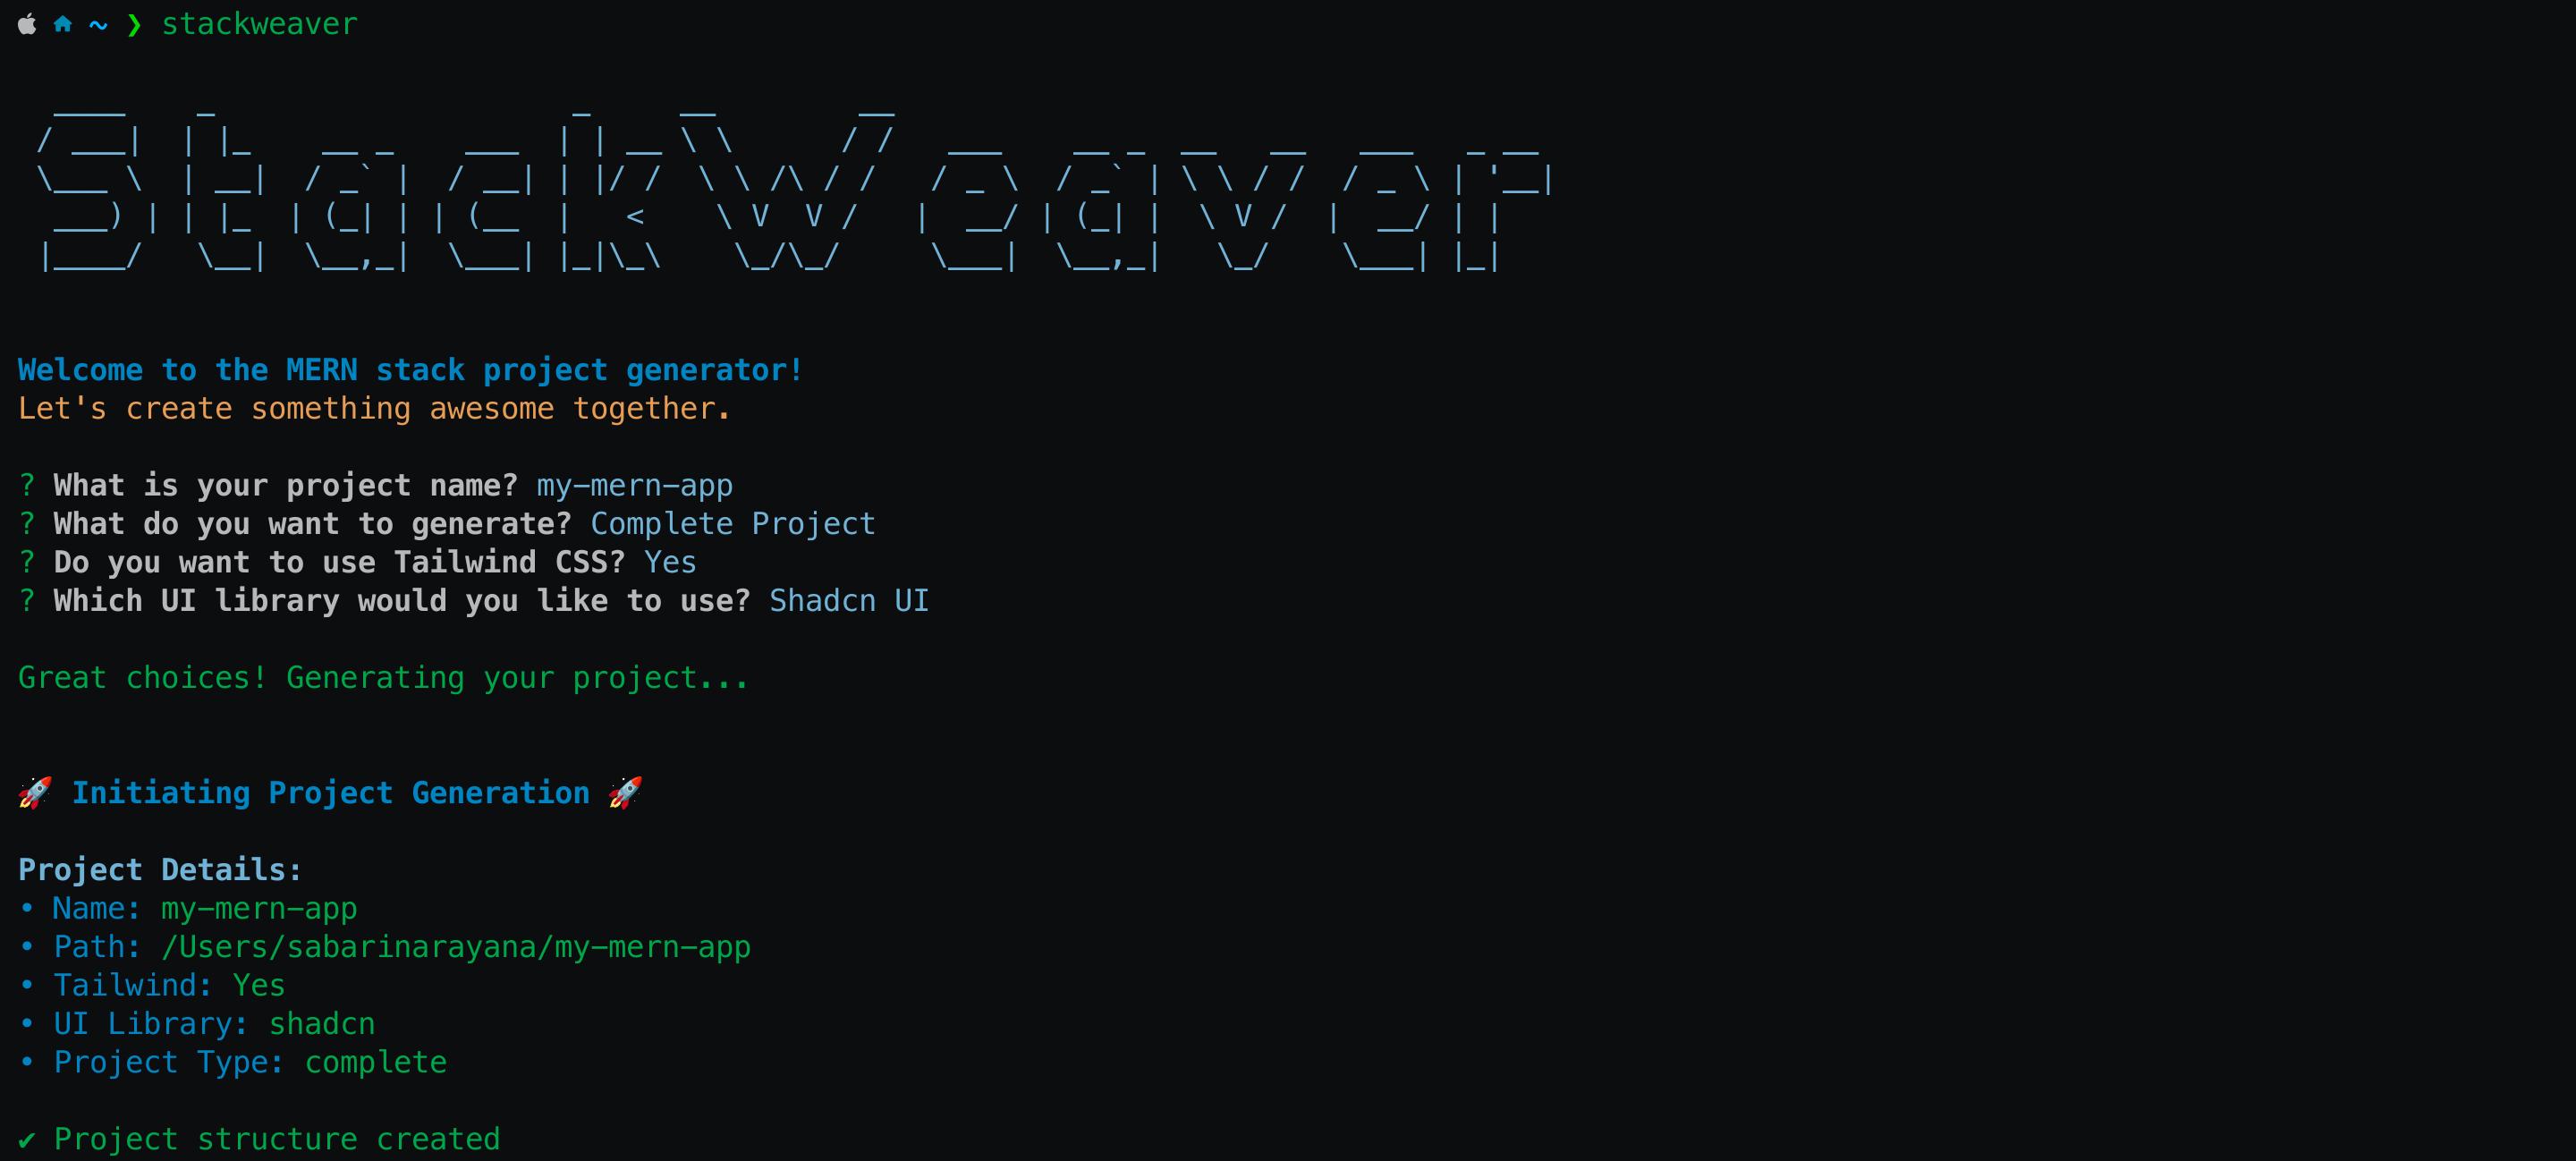 ~ ❯ stackweaver
StackWeaver
Welcome to the MERN stack project generator!
Let's create something awesome together.
? What is your project name? my-mern-app
? What do you want to generate? Complete Project
? Do you want to use Tailwind CSS? Yes
? Which UI library would you like to use? Shadcn UI
Great choices! Generating your project...
🚀 Initiating Project Generation 🚀
Project Details:
• Name: my-mern-app
• Path: /Users/sabarinarayana/my-mern-app
• Tailwind: Yes
• UI Library: shadcn
• Project Type: complete
✔ Project structure created